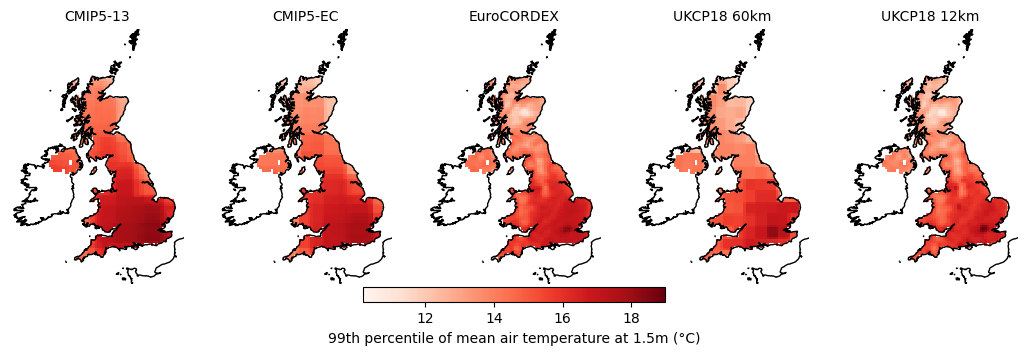 CMIP5-13 CMIP5-EC EuroCORDEX UKCP18 60km UKCP18 12km
12 14 16 18
99th percentile of mean air temperature at 1.5m (°C)